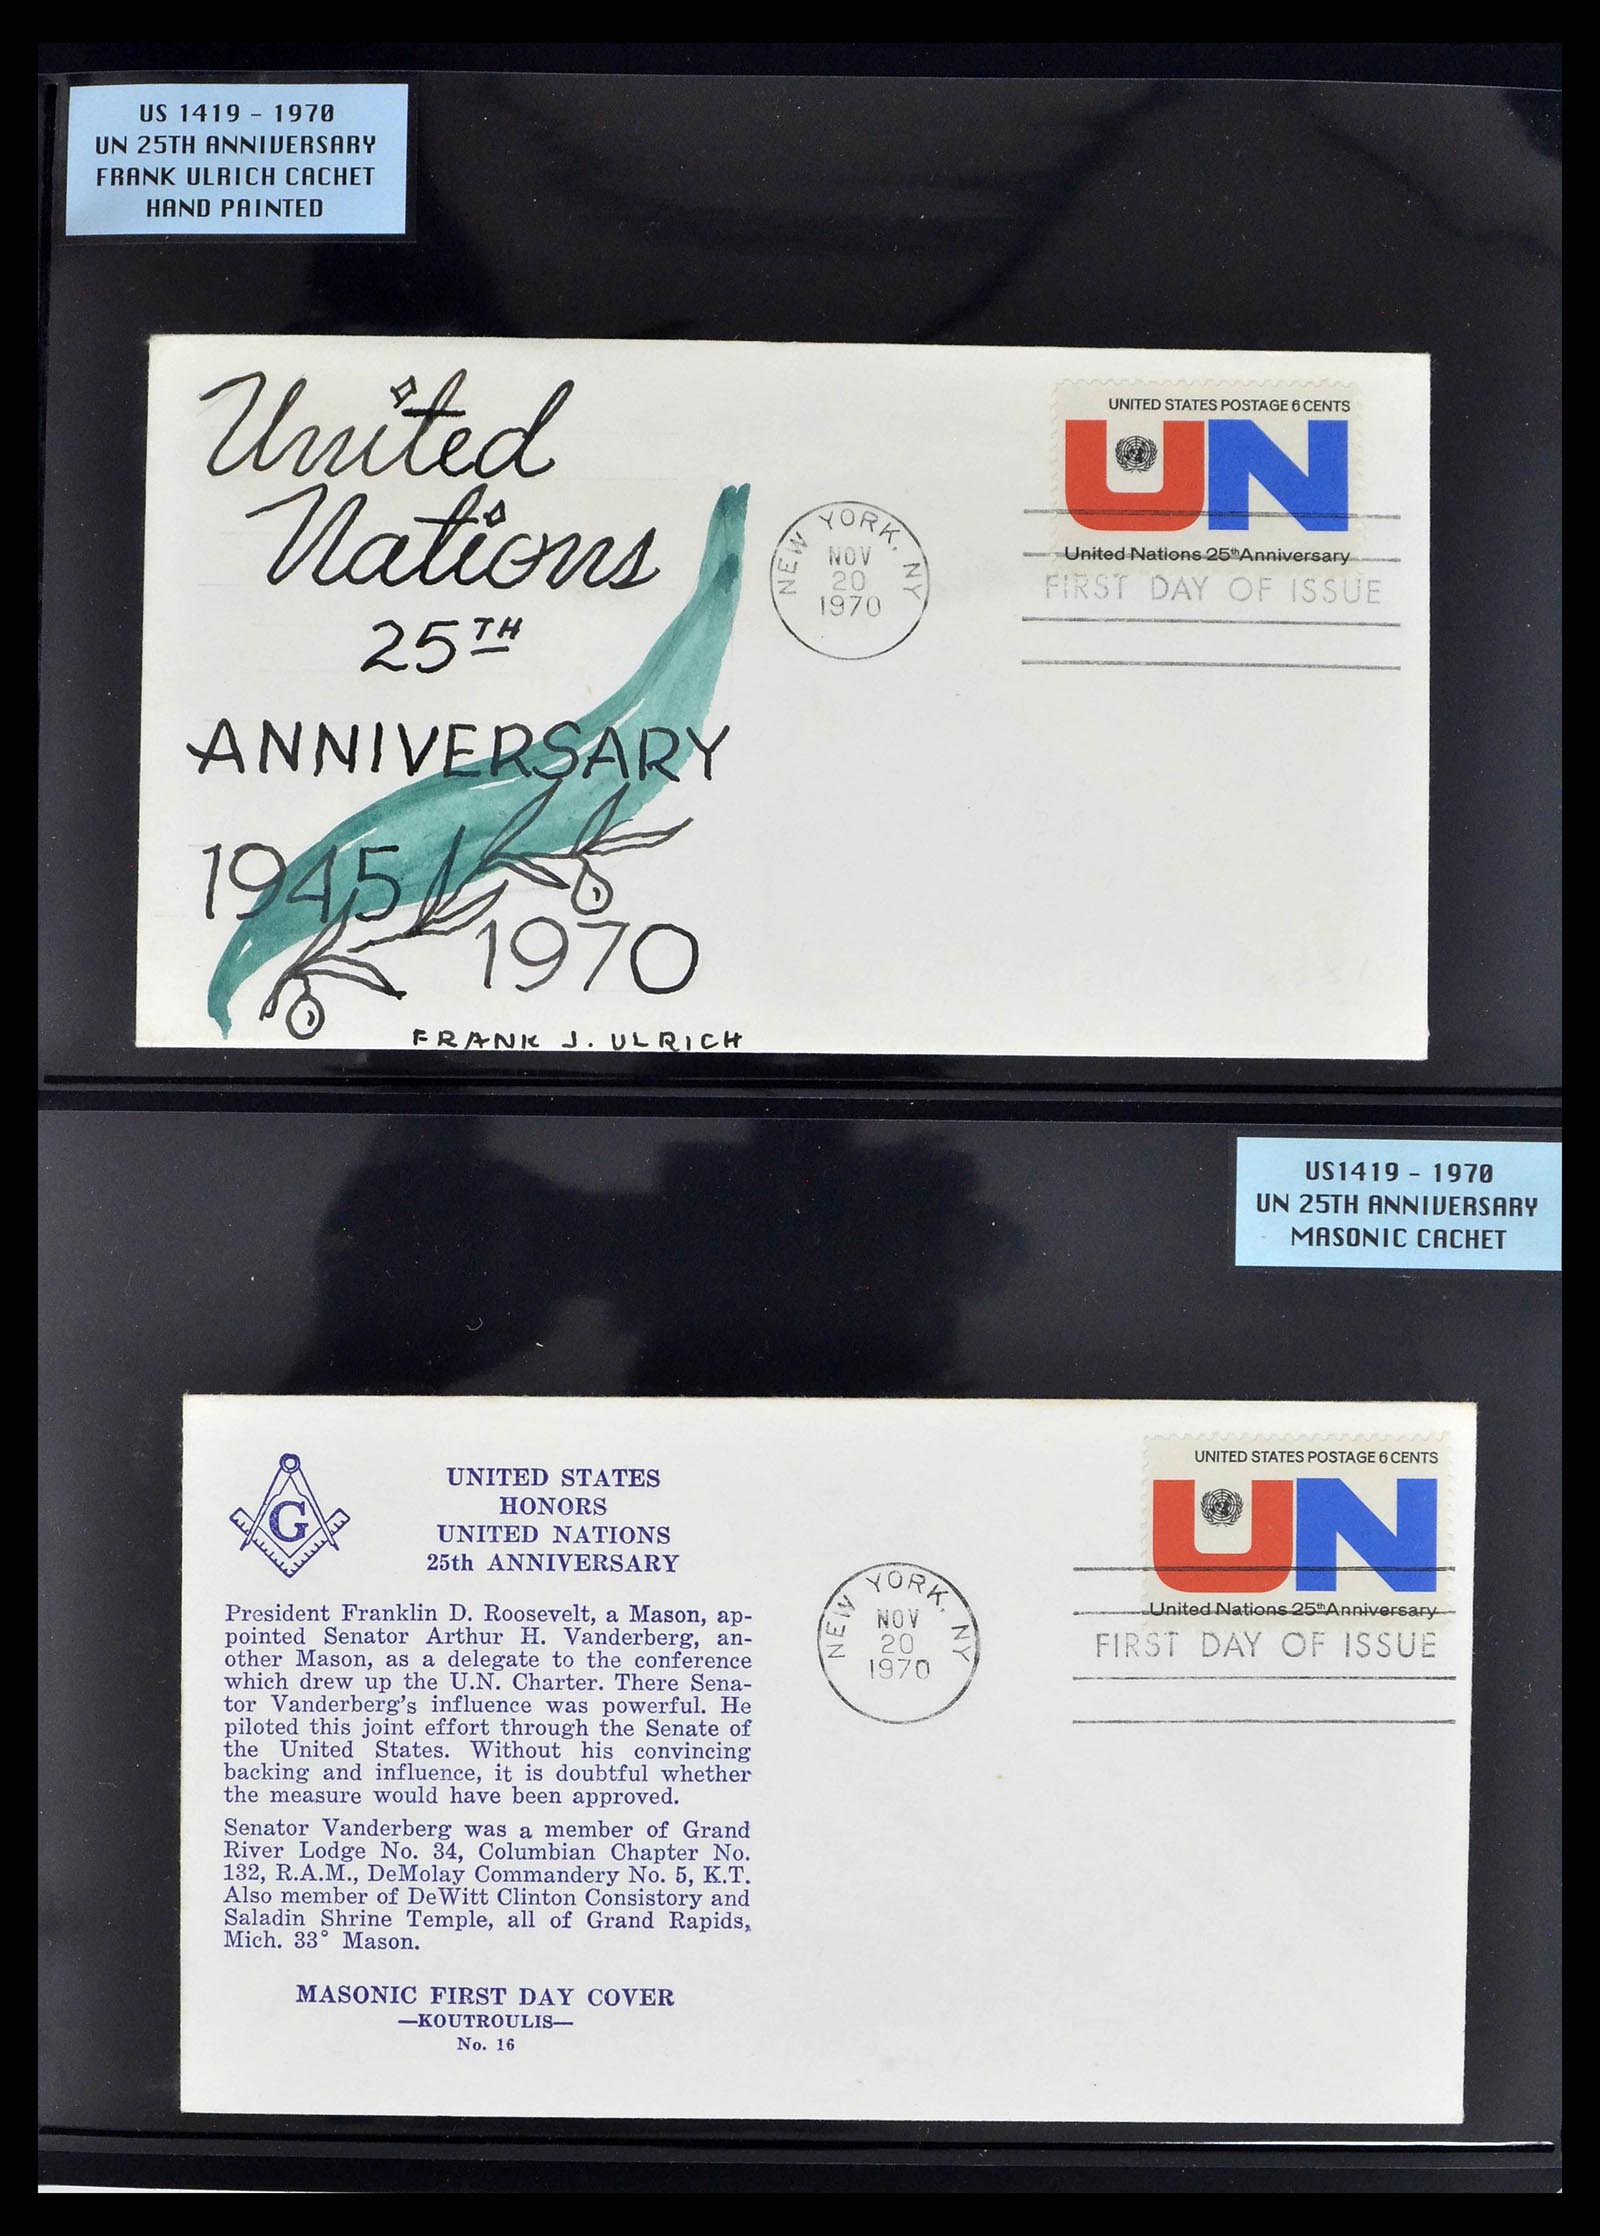 US 1419 - 1970
UN 25TH ANNIVERSARY
FRANK ULRICH CACHET
HAND PAINTED
United
Nations
25TH
ANNIVERSARY
1945
1970
FRANK J. ULRICH
NEW YORK, NY
NOV
20
1970
UNITED STATES POSTAGE 6 CENTS
UN
United Nations 25th Anniversary
FIRST DAY OF ISSUE
US1419 - 1970
UN 25TH ANNIVERSARY
MASONIC CACHET
G
UNITED STATES
HONORS
UNITED NATIONS
25th ANNIVERSARY
President Franklin D. Roosevelt, a Mason, ap-
pointed Senator Arthur H. Vanderberg, an-
other Mason, as a delegate to the conference
which drew up the U.N. Charter. There Sena-
tor Vanderberg's influence was powerful. He
piloted this joint effort through the Senate of
the United States. Without his convincing
backing and influence, it is doubtful whether
the measure would have been approved.
Senator Vanderberg was a member of Grand
River Lodge No. 34, Columbian Chapter No.
132, R.A.M., DeMolay Commandery No. 5, K.T.
Also member of DeWitt Clinton Consistory and
Saladin Shrine Temple, all of Grand Rapids,
Mich. 33° Mason.
MASONIC FIRST DAY COVER
—KOUTROULIS—
No. 16
NEW YORK, NY
NOV
20
1970
UNITED STATES POSTAGE 6 CENTS
UN
United Nations 25th Anniversary
FIRST DAY OF ISSUE